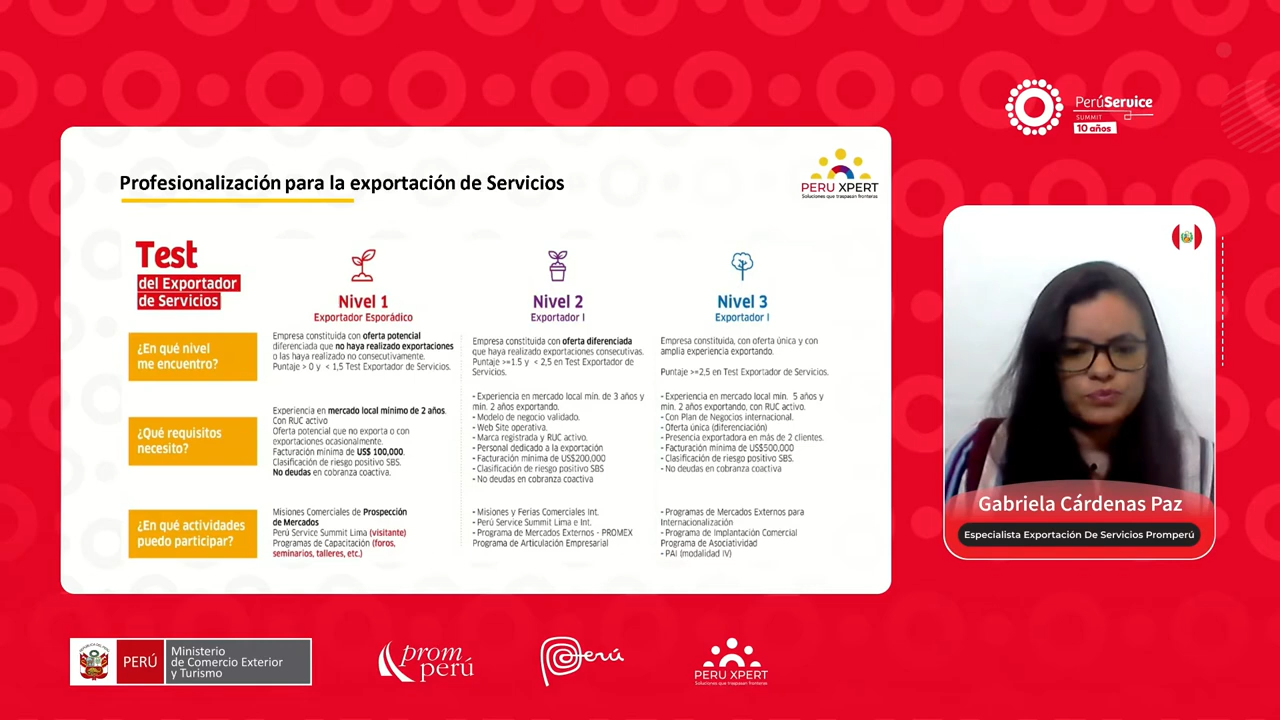 PerúService
SUMMIT
10 años
Profesionalización para la exportación de Servicios
PERU XPERT
Soluciones que traspasan fronteras
Test
del Exportador
de Servicios
Nivel 1
Exportador Esporádico
Nivel 2
Exportador I
Nivel 3
Exportador I
¿En qué nivel
me encuentro?
Empresa constituida con oferta potencial
diferenciada que no haya realizado exportaciones
o las haya realizado no consecutivamente.
Puntaje > 0 y < 1,5 Test Exportador de Servicios.
Empresa constituida con oferta diferenciada
que haya realizado exportaciones consecutivas.
Puntaje >=1.5 y < 2,5 en Test Exportador de
Servicios.
Empresa constituida, con oferta única y con
amplia experiencia exportando.
Puntaje >=2,5 en Test Exportador de Servicios.
¿Qué requisitos
necesito?
Experiencia en mercado local mínimo de 2 años.
Con RUC activo
Oferta potencial que no exporta o con
exportaciones ocasionalmente.
Facturación mínima de US$ 100,000.
Clasificación de riesgo positivo SBS.
No deudas en cobranza coactiva.
- Experiencia en mercado local min. de 3 años y
min. 2 años exportando.
- Modelo de negocio validado.
- Web Site operativa.
- Marca registrada y RUC activo.
- Personal dedicado a la exportación
- Facturación mínima de US$200,000
- Clasificación de riesgo positivo SBS
- No deudas en cobranza coactiva
- Experiencia en mercado local min. 5 años y
min. 2 años exportando, con RUC activo.
- Con Plan de Negocios internacional.
- Oferta única (diferenciación)
- Presencia exportadora en más de 2 clientes.
- Facturación mínima de US$500,000
- Clasificación de riesgo positivo SBS.
- No deudas en cobranza coactiva
¿En qué actividades
puedo participar?
Misiones Comerciales de Prospección
de Mercados
Perú Service Summit Lima (visitante)
Programas de Capacitación (foros,
seminarios, talleres, etc.)
- Misiones y Ferias Comerciales Int.
- Perú Service Summit Lima e Int.
- Programa de Mercados Externos - PROMEX
Programa de Articulación Empresarial
- Programas de Mercados Externos para
Internacionalización
- Programa de Implantación Comercial
Programa de Asociatividad
- PAI (modalidad IV)
Gabriela Cárdenas Paz
Especialista Exportación De Servicios Promperú
PERÚ
Ministerio
de Comercio Exterior
y Turismo
prom
perú
Perú
PERU XPERT
Soluciones que traspasan fronteras